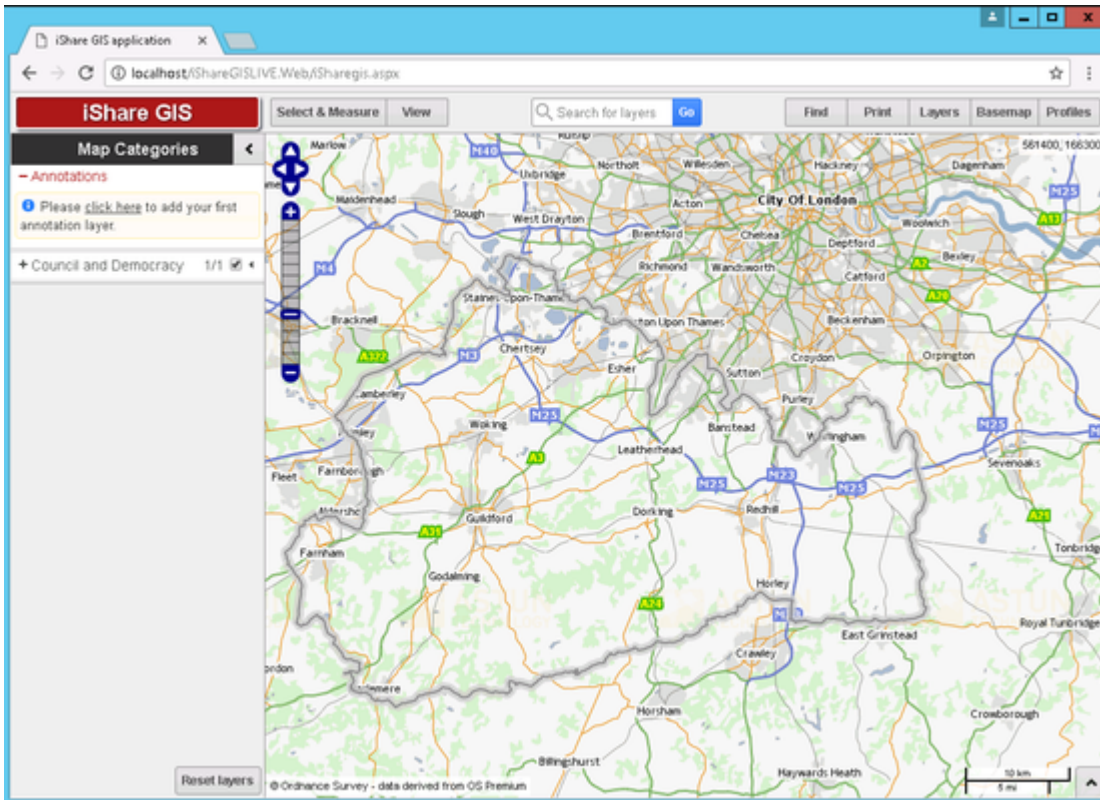 iShare GIS application
localhost/iShareGISLIVE.Web/iSharegis.aspx
iShare GIS
Select & Measure
View
Search for layers
Go
Find
Print
Layers
Basemap
Profiles
Map Categories
Annotations
Please click here to add your first
annotation layer.
Council and Democracy 1/1
Reset layers
561400, 166300
Marlow
M40
Uxbridge
Northolt
Willesden
Hackney
Dagenham
Maidenhead
Slough
West Drayton
Acton
City Of London
M25
A13
Brentford
Chelsea
Woolwich
Deptford
Bexley
M4
Richmond
Wandsworth
Catford
A2
A20
Bracknell
Beckenham
A322
M3
Chertsey
Esher
Croydon
Orpington
Sutton
Purley
M25
Woking
Banstead
M25
Leatherhead
Sevenoaks
A3
M23
M25
M25
Fleet
Guildford
Dorking
Redhill
A21
A31
Farnham
Tonbridge
Godalming
Horley
A24
East Grinstead
Royal Tunbridge
Crawley
Horsham
Crowborough
Billingshurst
Haywards Heath
10 km
5 mi
© Ordnance Survey - data derived from OS Premium